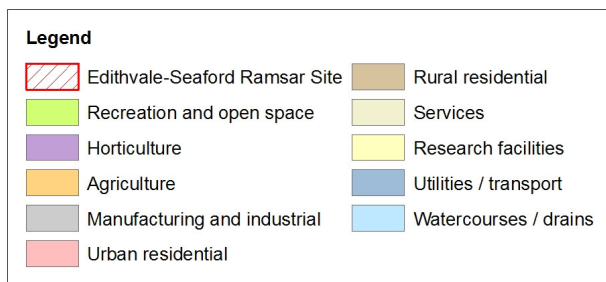 Legend
Edithvale-Seaford Ramsar Site
Recreation and open space
Horticulture
Agriculture
Manufacturing and industrial
Urban residential
Rural residential
Services
Research facilities
Utilities / transport
Watercourses / drains